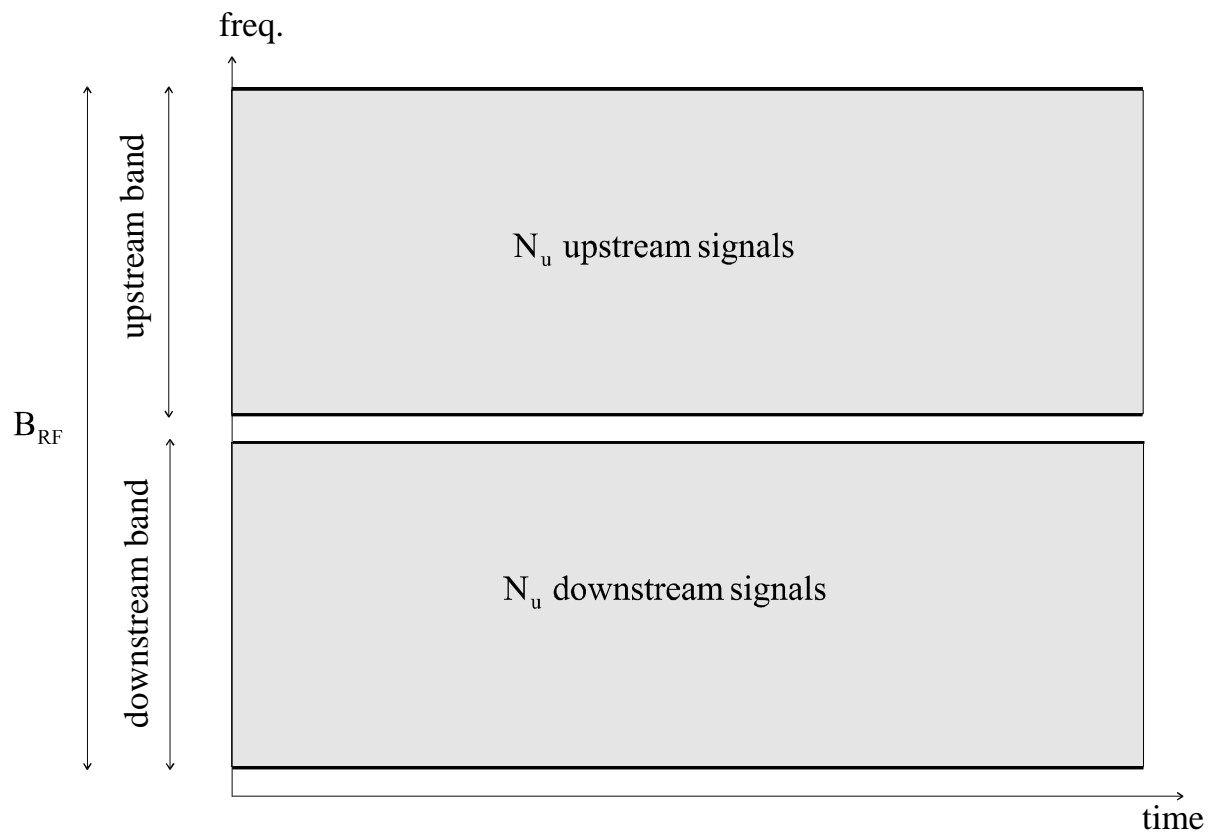 freq.
upstream band
N_u upstream signals
B_RF
downstream band
N_u downstream signals
time